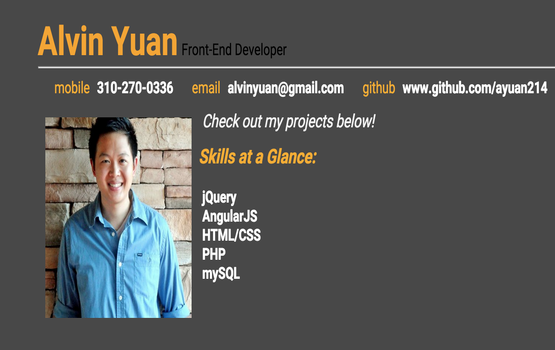 Alvin Yuan Front-End Developer
mobile 310-270-0336 email alvinyuan@gmail.com github www.github.com/ayuan214
Check out my projects below!
Skills at a Glance:
jQuery
AngularJS
HTML/CSS
PHP
mySQL